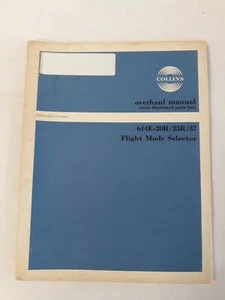 COLLINS
overhaul manual
(with illustrated parts list)
614E-20R/23R/37
Flight Mode Selector